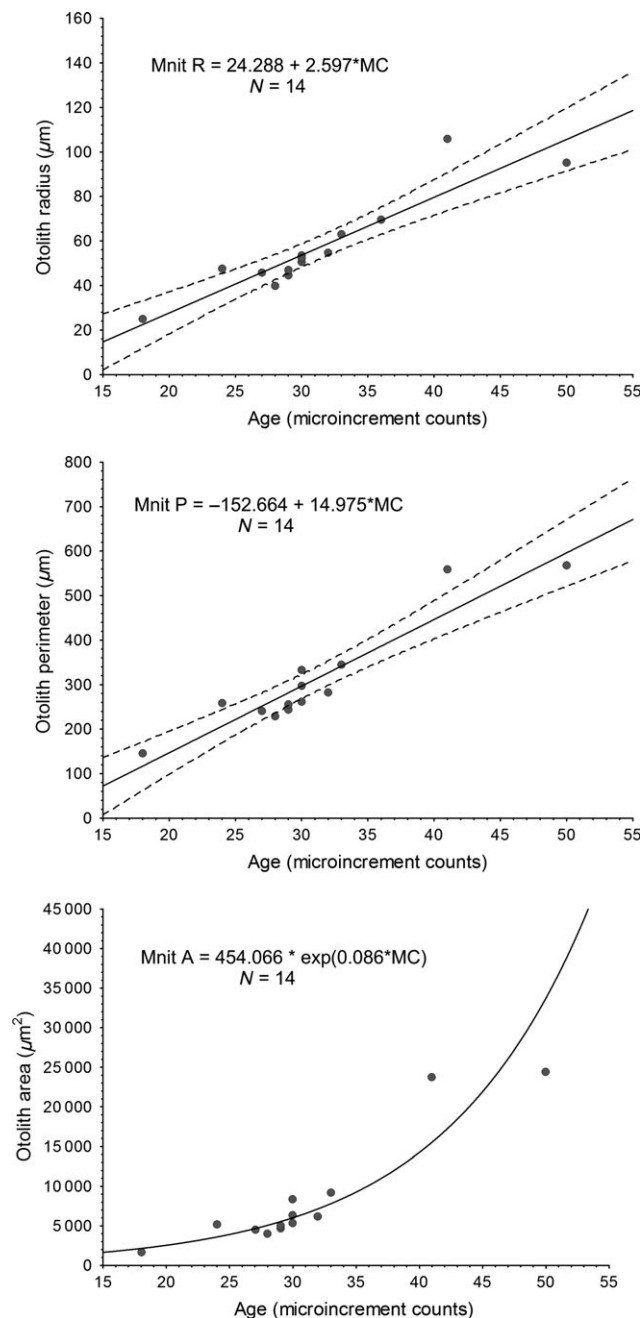 160
140
120
100
80
60
40
20
0
Otolith radius (µm)
Mnit R = 24.288 + 2.597*MC
N = 14
15 20 25 30 35 40 45 50 55
Age (microincrement counts)
800
700
600
500
400
300
200
100
0
Otolith perimeter (µm)
Mnit P = –152.664 + 14.975*MC
N = 14
15 20 25 30 35 40 45 50 55
Age (microincrement counts)
45 000
40 000
35 000
30 000
25 000
20 000
15 000
10 000
5 000
0
Otolith area (µm²)
Mnit A = 454.066 * exp(0.086*MC)
N = 14
15 20 25 30 35 40 45 50 55
Age (microincrement counts)